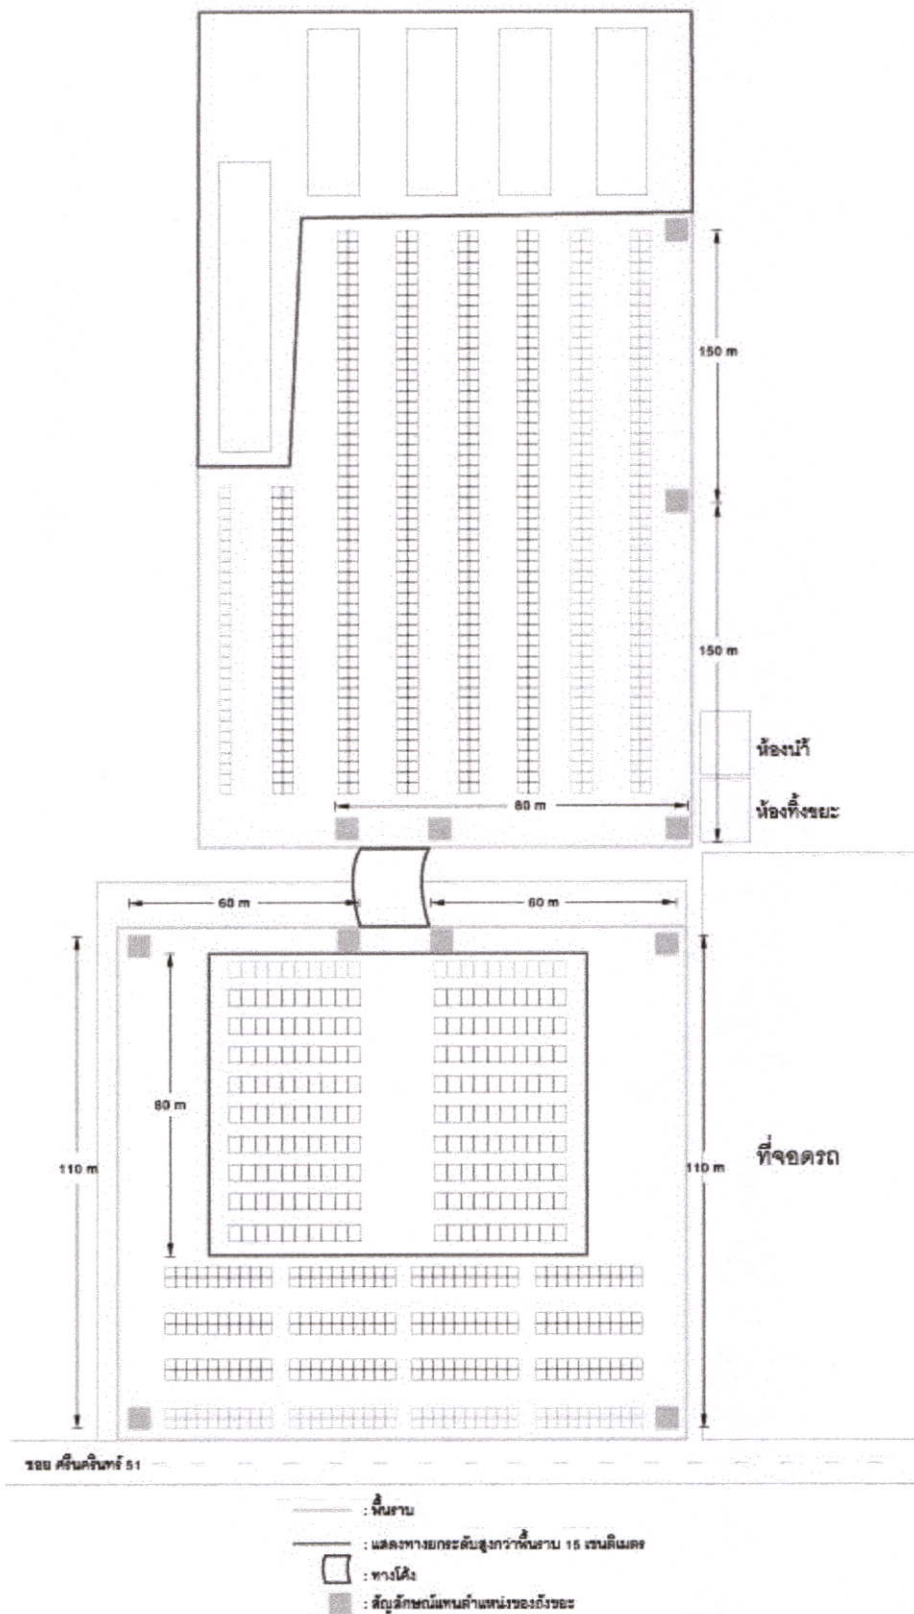 150 m
150 m
ห้องน้ำ
80 m
ห้องทิ้งขยะ
60 m
60 m
80 m
110 m
110 m
ที่จอดรถ
ซอย ศรีนครินทร์ 51
: พื้นราบ
: แสดงทางยกระดับสูงกว่าพื้นราบ 15 เซนติเมตร
: ทางโค้ง
: สัญลักษณ์แทนตำแหน่งของถังขยะ